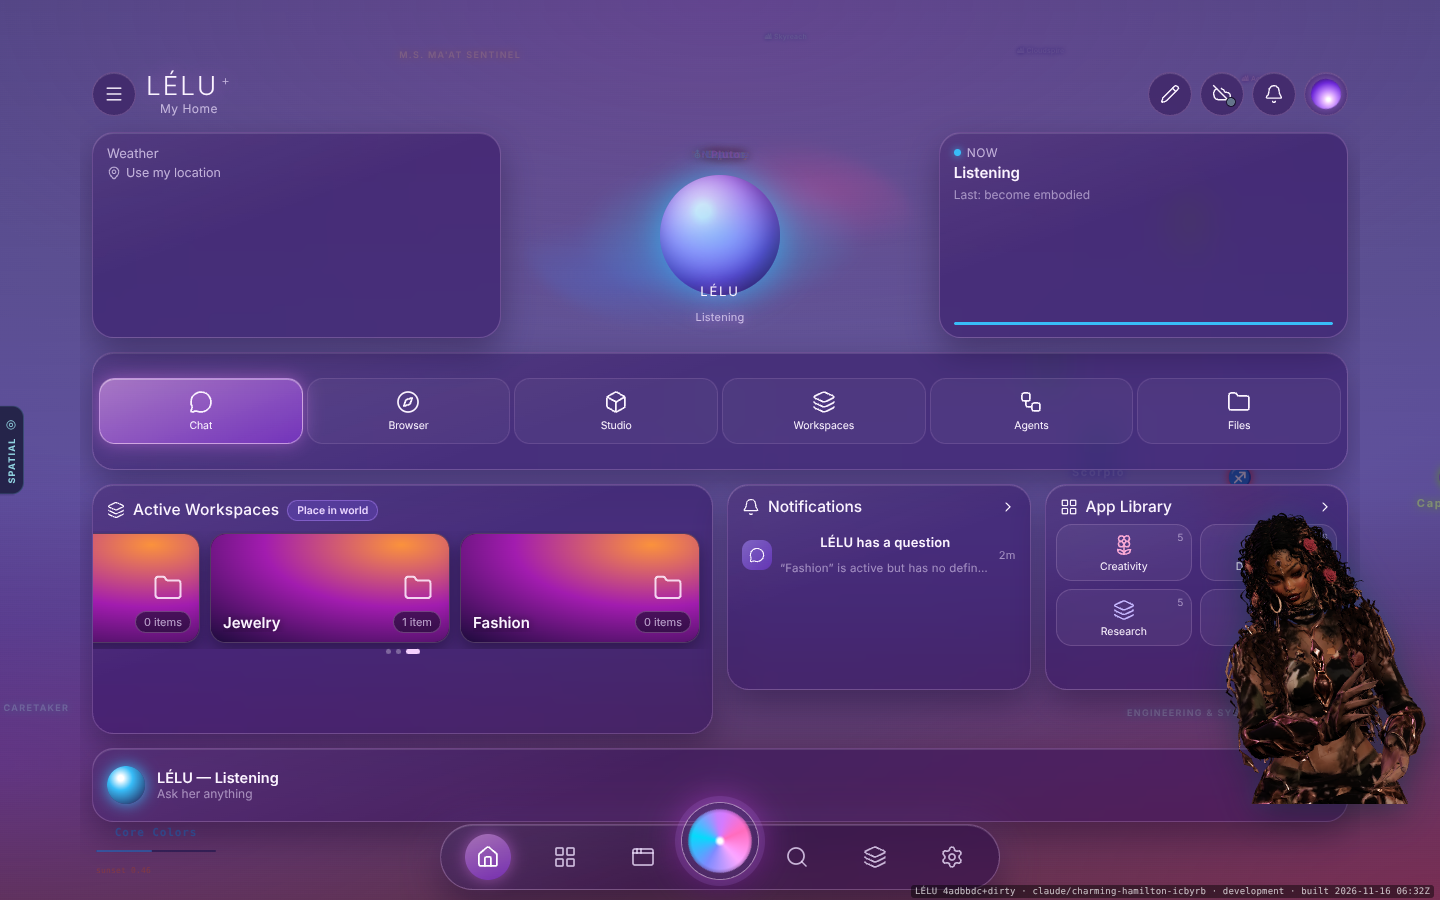 M.S. MA'AT SENTINEL
LÉLU +
My Home
Weather
Use my location
LÉLU
Listening
NOW
Listening
Last: become embodied
Chat
Browser
Studio
Workspaces
Agents
Files
SPATIAL
Scorpio
Cap
Active Workspaces
Place in world
0 items
Jewelry
1 item
Fashion
0 items
Notifications
LÉLU has a question
"Fashion" is active but has no defin...
2m
App Library
Creativity
5
D
Research
5
CARETAKER
ENGINEERING & SY
LÉLU — Listening
Ask her anything
Core Colors
LÉLU 4adbbdc+dirty · claude/charming-hamilton-icbyrb · development · built 2026-11-16 06:32Z